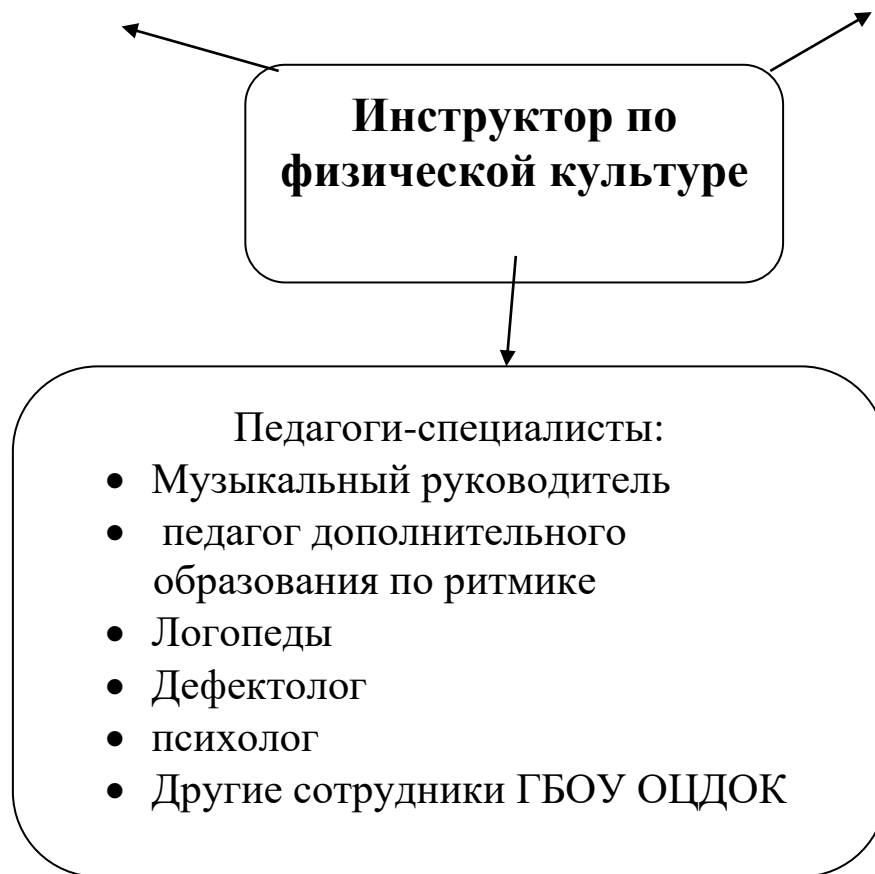 Инструктор по
физической культуре
Педагоги-специалисты:
• Музыкальный руководитель
• педагог дополнительного
образования по ритмике
• Логопеды
• Дефектолог
• психолог
• Другие сотрудники ГБОУ ОЦДОК